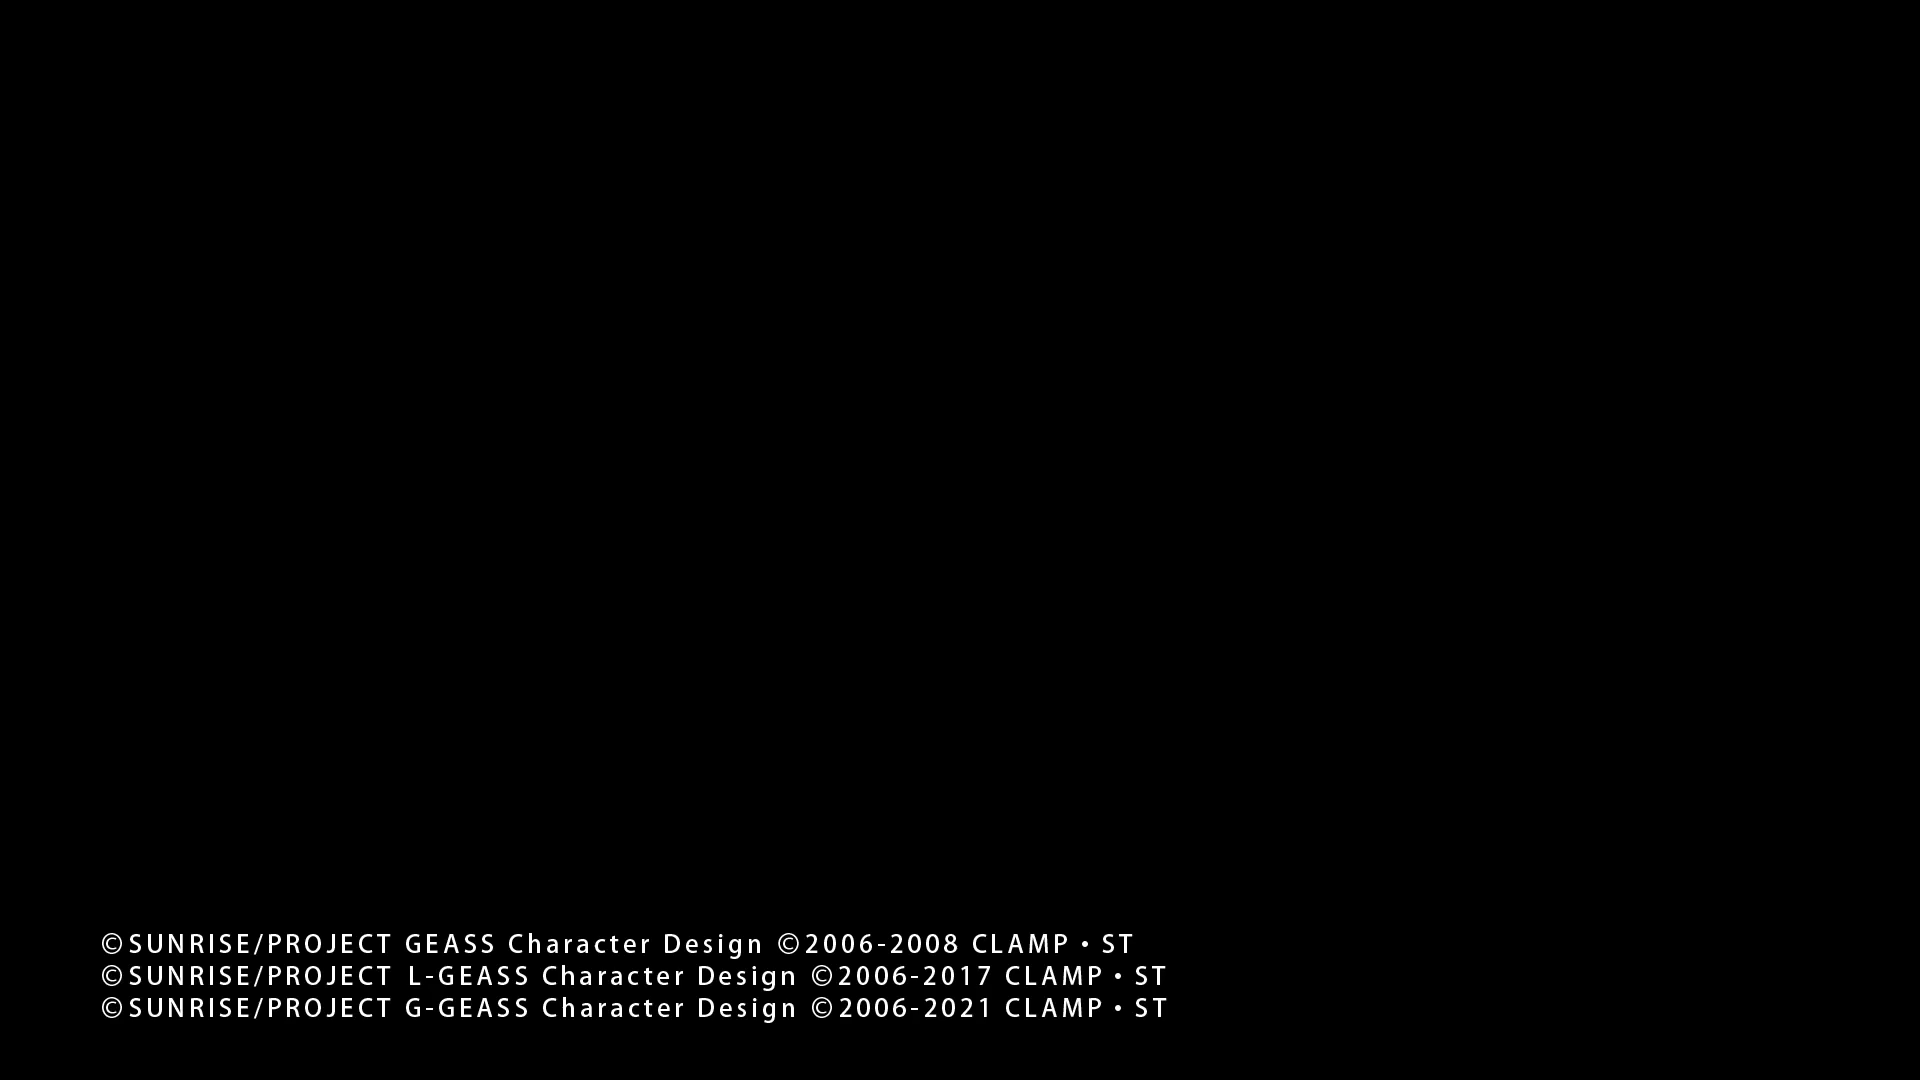 ©SUNRISE/PROJECT GEASS Character Design ©2006-2008 CLAMP・ST
©SUNRISE/PROJECT L-GEASS Character Design ©2006-2017 CLAMP・ST
©SUNRISE/PROJECT G-GEASS Character Design ©2006-2021 CLAMP・ST